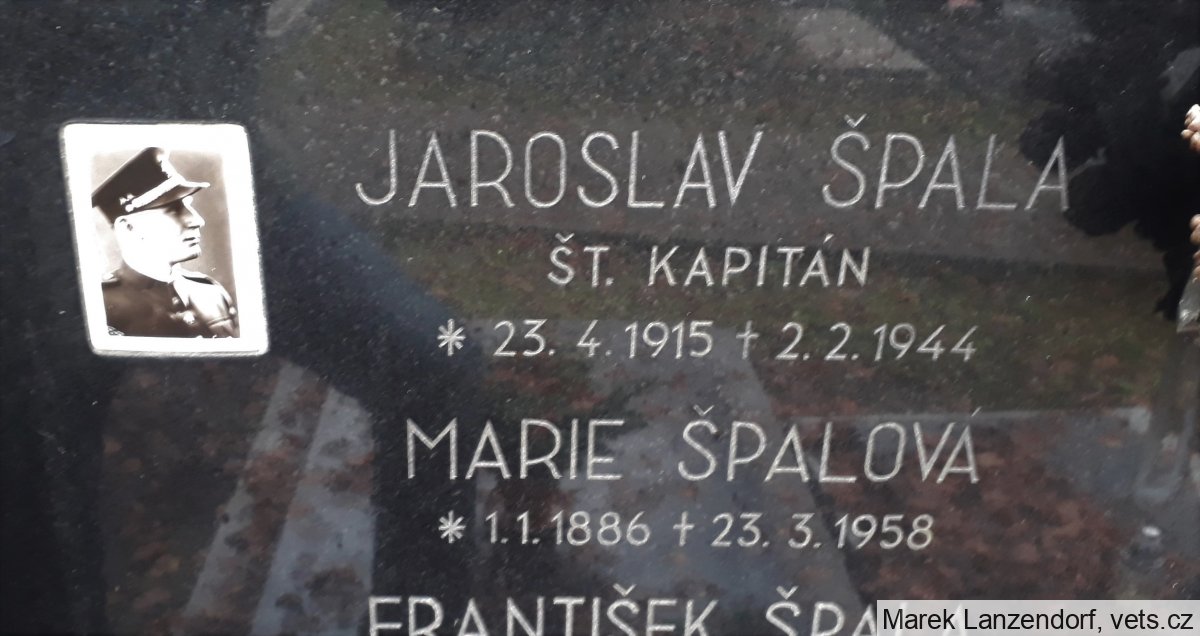 JAROSLAV ŠPALA
ŠT. KAPITÁN
* 23. 4. 1915 † 2. 2. 1944
MARIE ŠPALOVÁ
* 1. 1. 1886 † 23. 3. 1958
FRANTIŠEK
Marek Lanzendorf, vets.cz